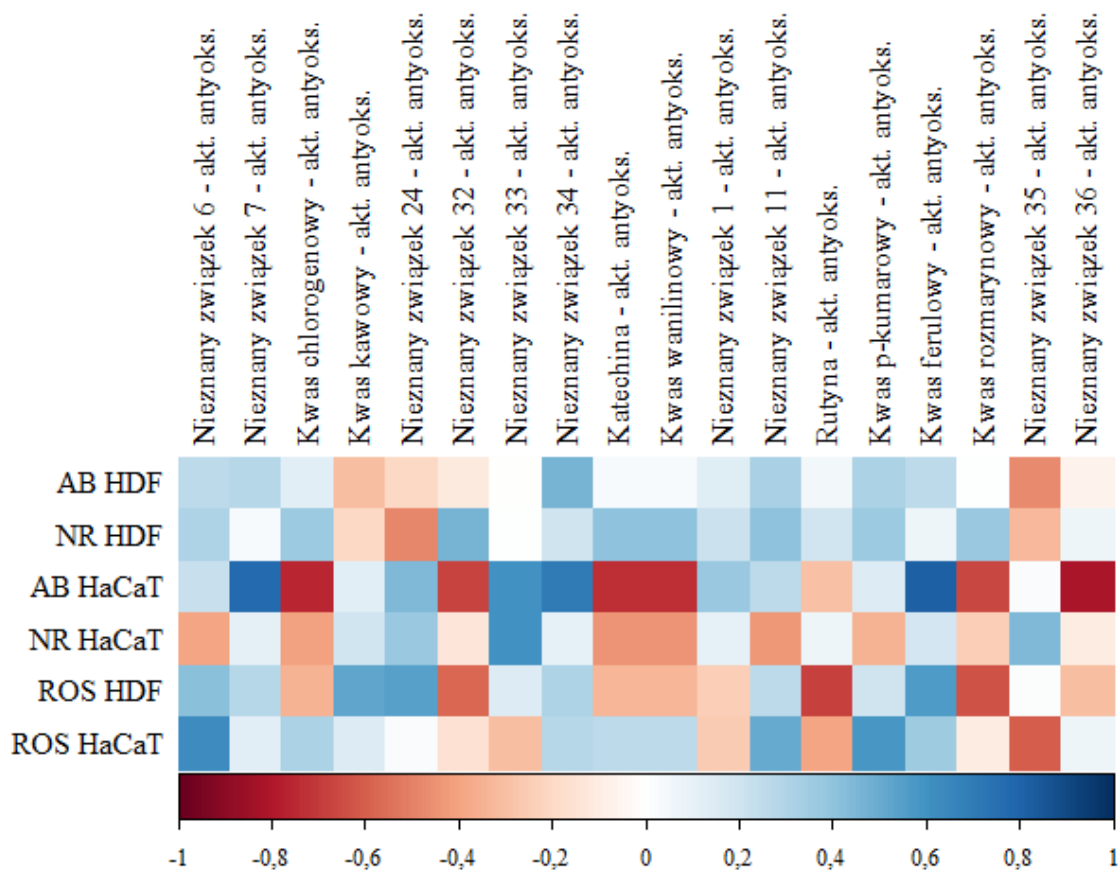 Nieznany związek 6 - akt. antyoks.
Nieznany związek 7 - akt. antyoks.
Kwas chlorogenowy - akt. antyoks.
Kwas kawowy - akt. antyoks.
Nieznany związek 24 - akt. antyoks.
Nieznany związek 32 - akt. antyoks.
Nieznany związek 33 - akt. antyoks.
Nieznany związek 34 - akt. antyoks.
Katechina - akt. antyoks.
Kwas wanilinowy - akt. antyoks.
Nieznany związek 1 - akt. antyoks.
Nieznany związek 11 - akt. antyoks.
Rutyna - akt. antyoks.
Kwas p-kumarowy - akt. antyoks.
Kwas ferulowy - akt. antyoks.
Kwas rozmarynowy - akt. antyoks.
Nieznany związek 35 - akt. antyoks.
Nieznany związek 36 - akt. antyoks.
AB HDF
NR HDF
AB HaCaT
NR HaCaT
ROS HDF
ROS HaCaT
-1 -0,8 -0,6 -0,4 -0,2 0 0,2 0,4 0,6 0,8 1